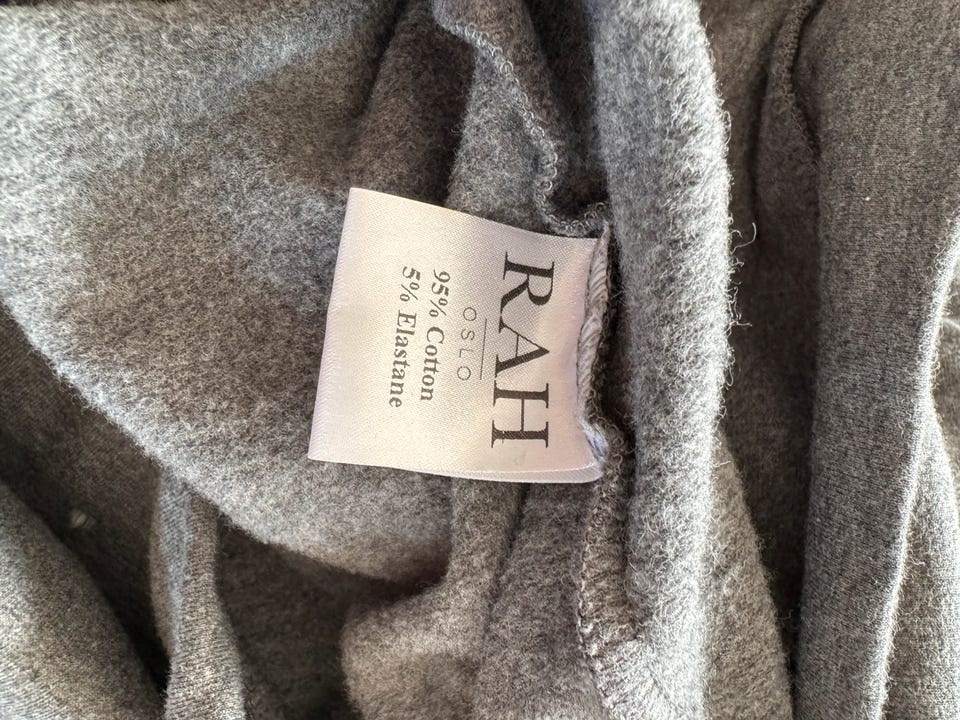 RAH
OSLO
95% Cotton
5% Elastane